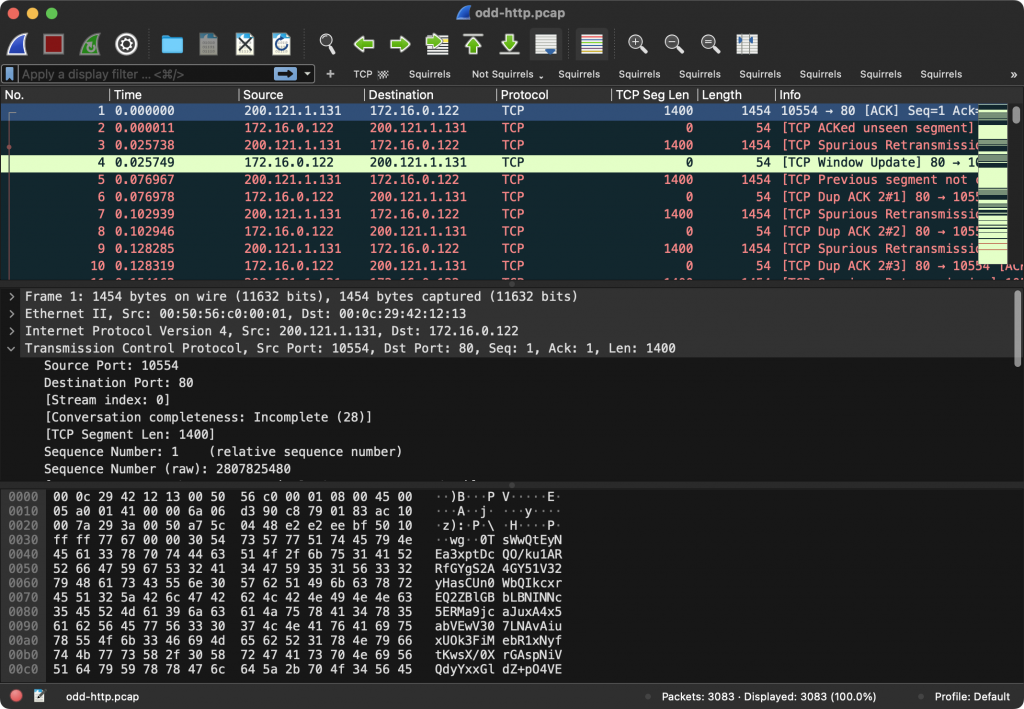 odd-http.pcap
Apply a display filter ... <⌘/>
+ TCP Squirrels Not Squirrels Squirrels Squirrels Squirrels Squirrels Squirrels Squirrels Squirrels »
No. Time Source Destination Protocol TCP Seg Len Length Info
1 0.000000 200.121.1.131 172.16.0.122 TCP 1400 1454 10554 → 80 [ACK] Seq=1 Ack=
2 0.000011 172.16.0.122 200.121.1.131 TCP 0 54 [TCP ACKed unseen segment]
3 0.025738 200.121.1.131 172.16.0.122 TCP 1400 1454 [TCP Spurious Retransmissi
4 0.025749 172.16.0.122 200.121.1.131 TCP 0 54 [TCP Window Update] 80 → 10
5 0.076967 200.121.1.131 172.16.0.122 TCP 1400 1454 [TCP Previous segment not
6 0.076978 172.16.0.122 200.121.1.131 TCP 0 54 [TCP Dup ACK 2#1] 80 → 1055
7 0.102939 200.121.1.131 172.16.0.122 TCP 1400 1454 [TCP Spurious Retransmissi
8 0.102946 172.16.0.122 200.121.1.131 TCP 0 54 [TCP Dup ACK 2#2] 80 → 1055
9 0.128285 200.121.1.131 172.16.0.122 TCP 1400 1454 [TCP Spurious Retransmissi
10 0.128319 172.16.0.122 200.121.1.131 TCP 0 54 [TCP Dup ACK 2#3] 80 → 10554 [ACK
Frame 1: 1454 bytes on wire (11632 bits), 1454 bytes captured (11632 bits)
Ethernet II, Src: 00:50:56:c0:00:01, Dst: 00:0c:29:42:12:13
Internet Protocol Version 4, Src: 200.121.1.131, Dst: 172.16.0.122
Transmission Control Protocol, Src Port: 10554, Dst Port: 80, Seq: 1, Ack: 1, Len: 1400
Source Port: 10554
Destination Port: 80
[Stream index: 0]
[Conversation completeness: Incomplete (28)]
[TCP Segment Len: 1400]
Sequence Number: 1 (relative sequence number)
Sequence Number (raw): 2807825480
0000 00 0c 29 42 12 13 00 50 56 c0 00 01 08 00 45 00 ··)B···P V·····E·
0010 05 a0 01 41 00 00 6a 06 d3 90 c8 79 01 83 ac 10 ···A··j· ···y····
0020 00 7a 29 3a 00 50 a7 5c 04 48 e2 e2 ee bf 50 10 ·z):·P·\ ·H····P·
0030 ff ff 77 67 00 00 30 54 73 57 77 51 74 45 79 4e ··wg··0T sWwQtEyN
0040 45 61 33 78 70 74 44 63 51 4f 2f 6b 75 31 41 52 Ea3xptDc QO/ku1AR
0050 52 66 47 59 67 53 32 41 34 47 59 35 31 56 33 32 RfGYgS2A 4GY51V32
0060 79 48 61 73 43 55 6e 30 57 62 51 49 6b 63 78 72 yHasCUn0 WbQIkcxr
0070 45 51 32 5a 42 6c 47 42 62 4c 42 4e 49 4e 4e 63 EQ2ZBlGB bLBNINNc
0080 35 45 52 4d 61 39 6a 63 61 4a 75 78 41 34 78 35 5ERMa9jc aJuxA4x5
0090 61 62 56 45 77 56 33 30 37 4c 4e 41 76 41 69 75 abVEwV30 7LNAvAiu
00a0 78 55 4f 6b 33 46 69 4d 65 62 52 31 78 4e 79 66 xUOk3FiM ebR1xNyf
00b0 74 4b 77 73 58 2f 30 58 72 47 41 73 70 4e 69 56 tKwsX/0X rGAspNiV
00c0 51 64 79 59 78 78 47 6c 64 5a 2b 70 4f 34 56 45 QdyYxxGl dZ+pO4VE
odd-http.pcap Packets: 3083 · Displayed: 3083 (100.0%) Profile: Default